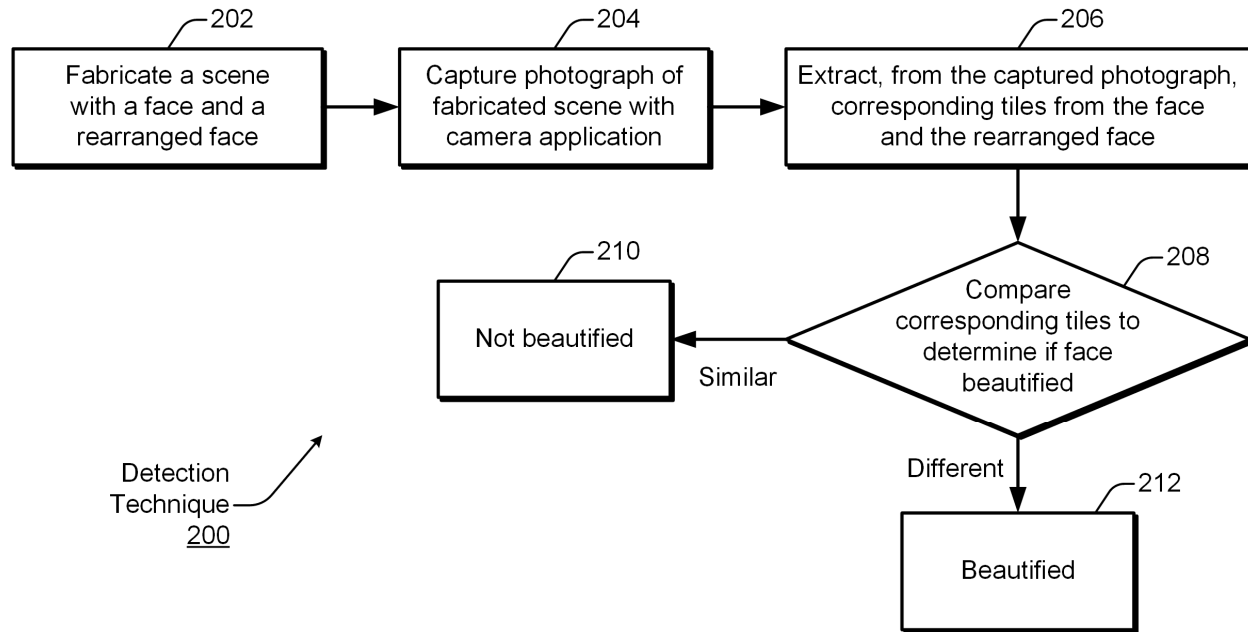 202
Fabricate a scene
with a face and a
rearranged face
204
Capture photograph of
fabricated scene with
camera application
206
Extract, from the captured photograph,
corresponding tiles from the face
and the rearranged face
208
Compare
corresponding tiles to
determine if face
beautified
Similar
210
Not beautified
Different
212
Beautified
Detection
Technique
200